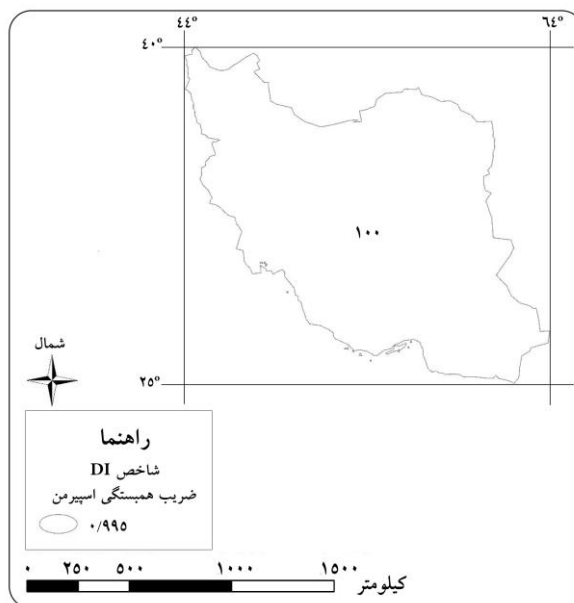 ۴۴° ۶۴°
۴۰°
۱۰۰
شمال
۲۵°
راهنما
شاخص DI
ضریب همبستگی اسپیرمن
۰/۹۹۵
۰ ۲۵۰ ۵۰۰ ۱۰۰۰ ۱۵۰۰
کیلومتر